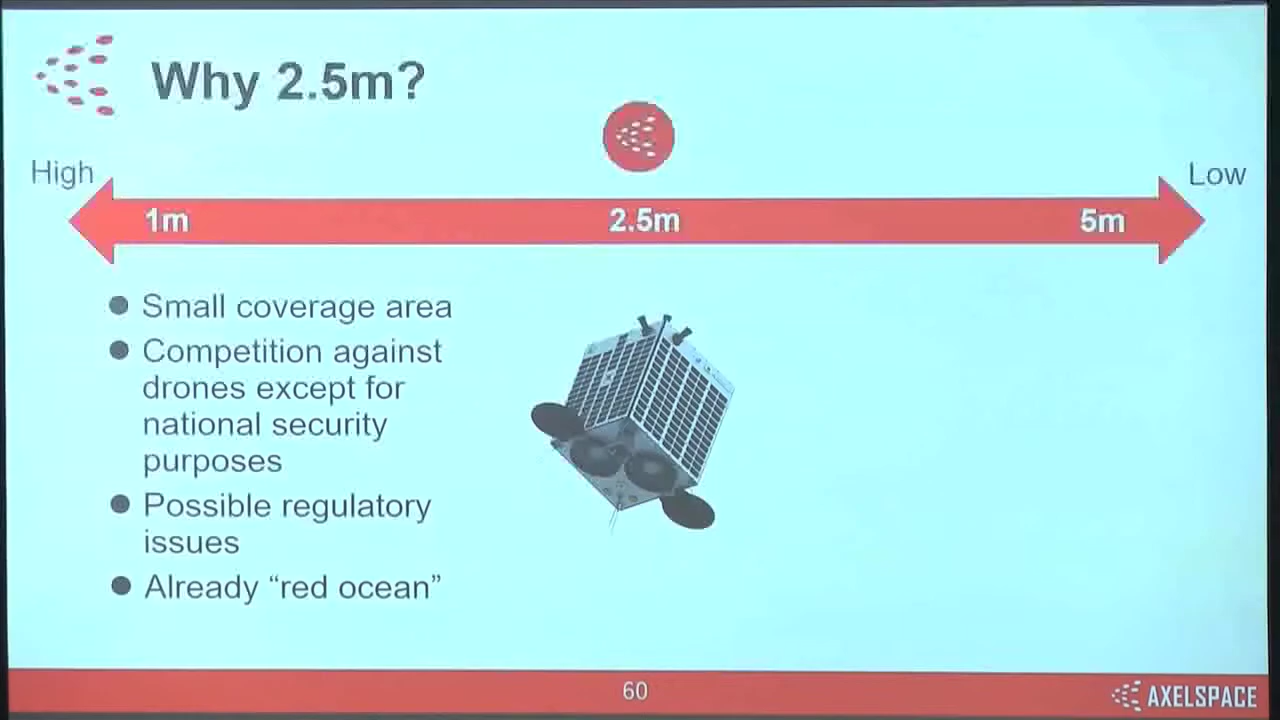 Why 2.5m?
High
Low
1m
2.5m
5m
Small coverage area
Competition against
drones except for
national security
purposes
Possible regulatory
issues
Already “red ocean”
60
AXELSPACE